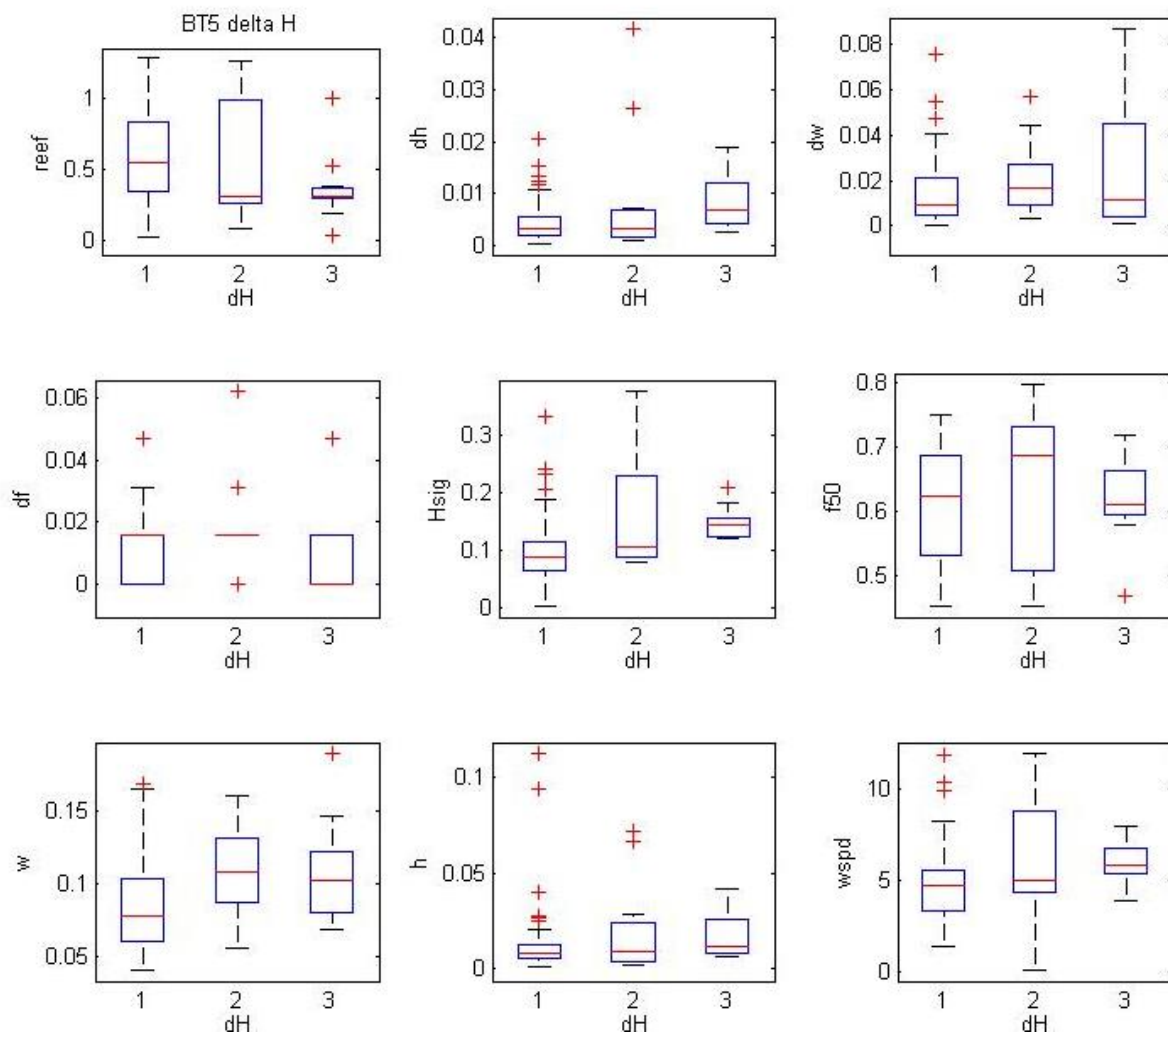 BT5 delta H
reef
1
0.5
0
1 2 3
dH
dh
0.04
0.03
0.02
0.01
0
1 2 3
dH
dw
0.08
0.06
0.04
0.02
0
1 2 3
dH
df
0.06
0.04
0.02
0
1 2 3
dH
Hsig
0.3
0.2
0.1
0
1 2 3
dH
f50
0.8
0.7
0.6
0.5
1 2 3
dH
w
0.15
0.1
0.05
1 2 3
dH
h
0.1
0.05
0
1 2 3
dH
wspd
10
5
0
1 2 3
dH